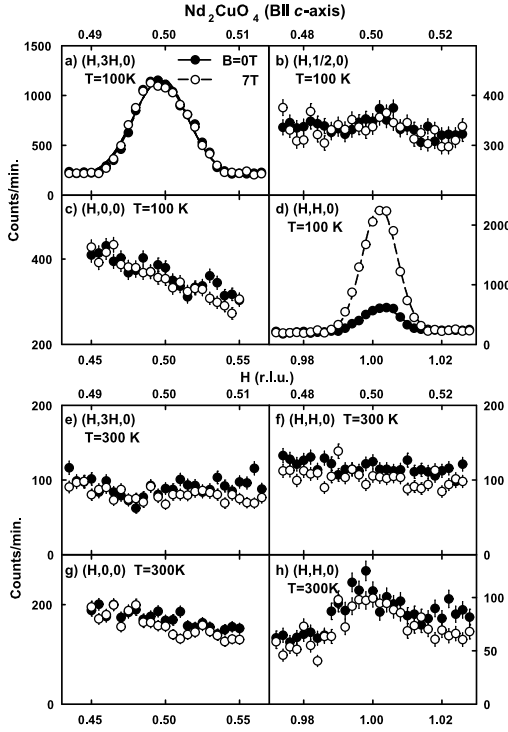 Nd2CuO4 (BII c-axis)
0.49 0.50 0.51 0.48 0.50 0.52
1500
1000
500
0
a) (H,3H,0)
T=100K
B=0T
7T
b) (H,1/2,0)
T=100 K
400
300
Counts/min.
c) (H,0,0) T=100 K
400
200
d) (H,H,0)
T=100 K
2000
1000
0
Counts/min.
0.45 0.50 0.55 0.98 1.00 1.02
H (r.l.u.)
0.49 0.50 0.51 0.48 0.50 0.52
200
100
0
e) (H,3H,0)
T=300 K
f) (H,H,0) T=300 K
200
100
0
Counts/min.
g) (H,0,0) T=300K
200
0
h) (H,H,0)
T=300K
100
50
0
Counts/min.
0.45 0.50 0.55 0.98 1.00 1.02